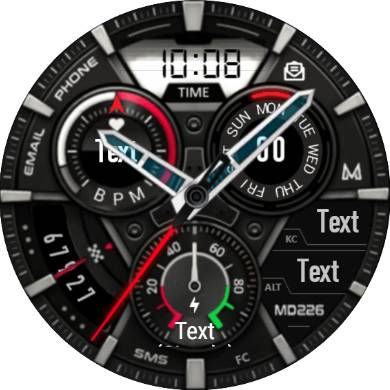 10:08
TIME
PHONE
EMAIL
Text
BPM
SUN MON TUE WED THU FRI
00
Text
KC
Text
ALT
MD226
20 40 60 80
Text
SMS
FC